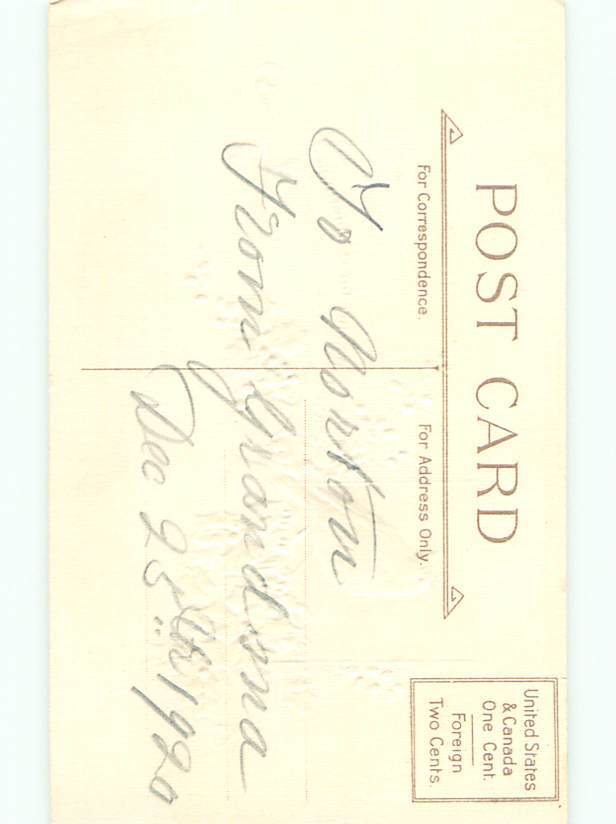 POST CARD
For Correspondence.
For Address Only.
United States
& Canada
One Cent.
Foreign
Two Cents.
To Norton
From Grandma
Dec 25th 1920